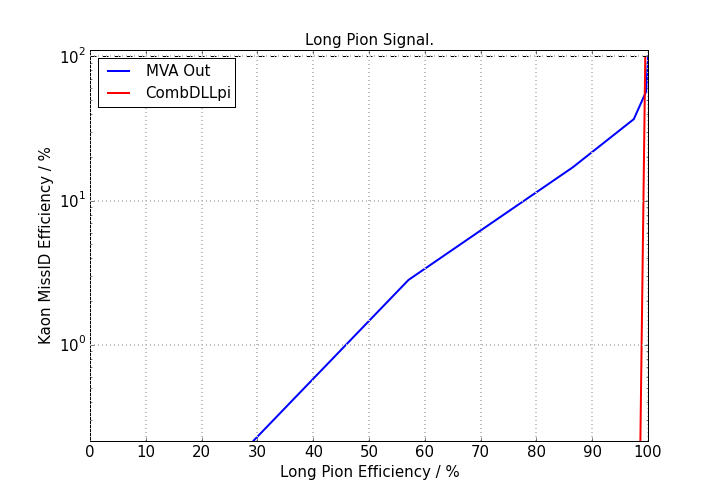 Long Pion Signal.
MVA Out
CombDLLpi
Kaon MissID Efficiency / %
10²
10¹
10⁰
0 10 20 30 40 50 60 70 80 90 100
Long Pion Efficiency / %